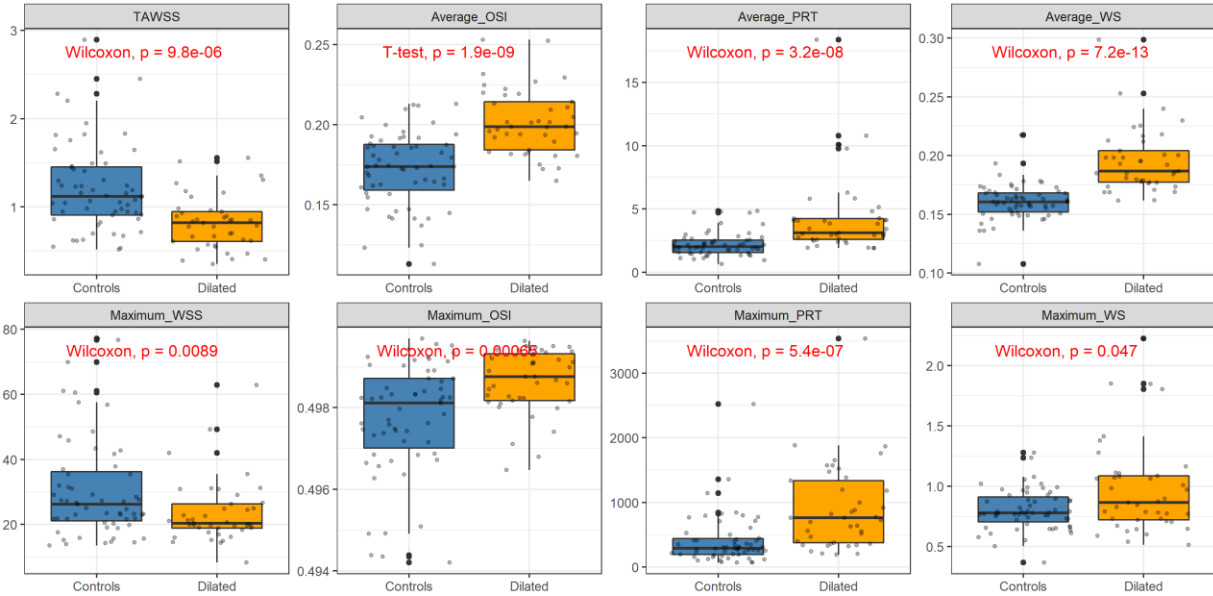 TAWSS
Average_OSI
Average_PRT
Average_WS
3
2
1
Wilcoxon, p = 9.8e-06
Controls
Dilated
0.25
0.20
0.15
T-test, p = 1.9e-09
Controls
Dilated
15
10
5
0
Wilcoxon, p = 3.2e-08
Controls
Dilated
0.30
0.25
0.20
0.15
0.10
Wilcoxon, p = 7.2e-13
Controls
Dilated
Maximum_WSS
Maximum_OSI
Maximum_PRT
Maximum_WS
80
60
40
20
Wilcoxon, p = 0.0089
Controls
Dilated
0.498
0.496
0.494
Wilcoxon, p = 0.00065
Controls
Dilated
3000
2000
1000
0
Wilcoxon, p = 5.4e-07
Controls
Dilated
2.0
1.5
1.0
0.5
Wilcoxon, p = 0.047
Controls
Dilated